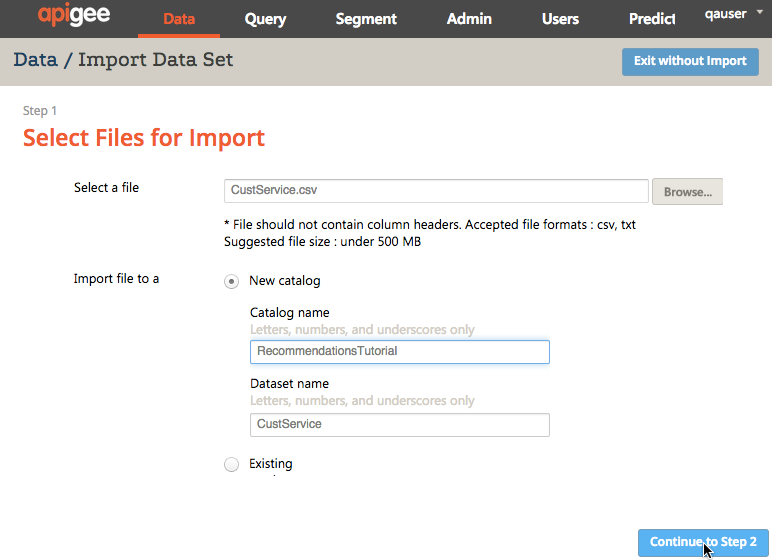 apigee
Data
Query
Segment
Admin
Users
Predict
qauser
Data / Import Data Set
Exit without Import
Step 1
Select Files for Import
Select a file
CustService.csv
Browse...
* File should not contain column headers. Accepted file formats : csv, txt
Suggested file size : under 500 MB
Import file to a
New catalog
Catalog name
Letters, numbers, and underscores only
RecommendationsTutorial
Dataset name
Letters, numbers, and underscores only
CustService
Existing
Continue to Step 2